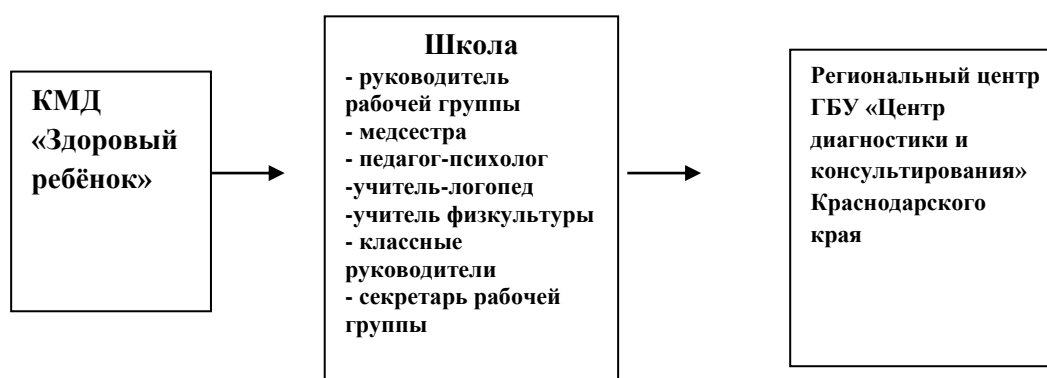 КМД
«Здоровый
ребёнок»
Школа
- руководитель
рабочей группы
- медсестра
- педагог-психолог
-учитель-логопед
-учитель физкультуры
- классные
руководители
- секретарь рабочей
группы
Региональный центр
ГБУ «Центр
диагностики и
консультирования»
Краснодарского
края